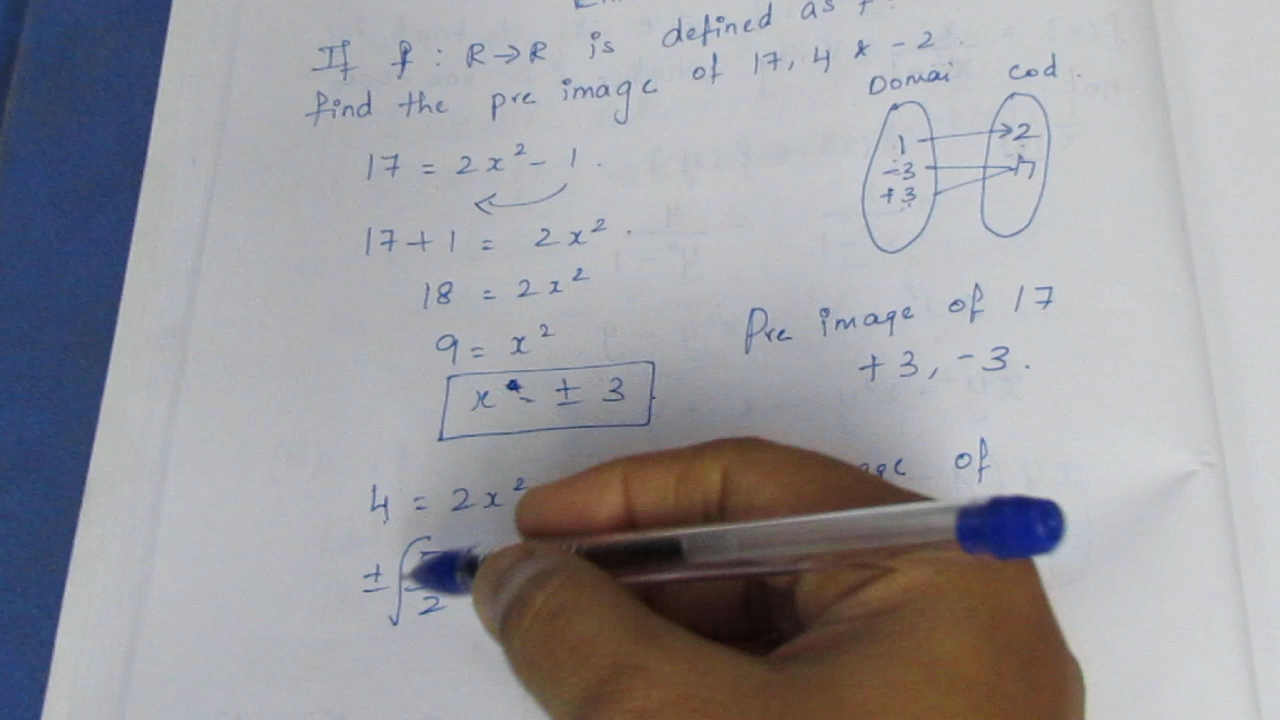 If f : R→R is defined as f
find the pre image of 17, 4 & -2.
Domai cod.
1 2
-3 17
+3
17 = 2x² - 1.
17 + 1 = 2x².
18 = 2x²
9 = x²
x = ± 3
Pre image of 17
+3, -3.
4 = 2x²
of
± √ 2